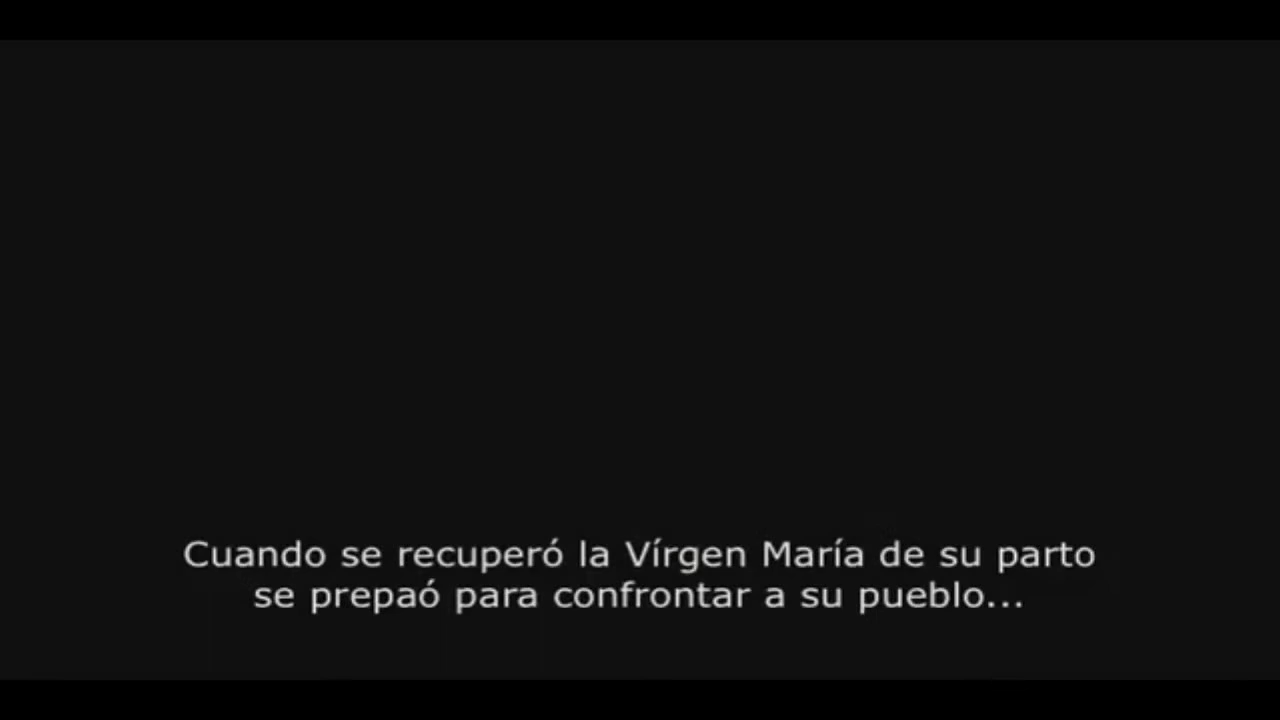 Cuando se recuperó la Vírgen María de su parto
se prepaó para confrontar a su pueblo...